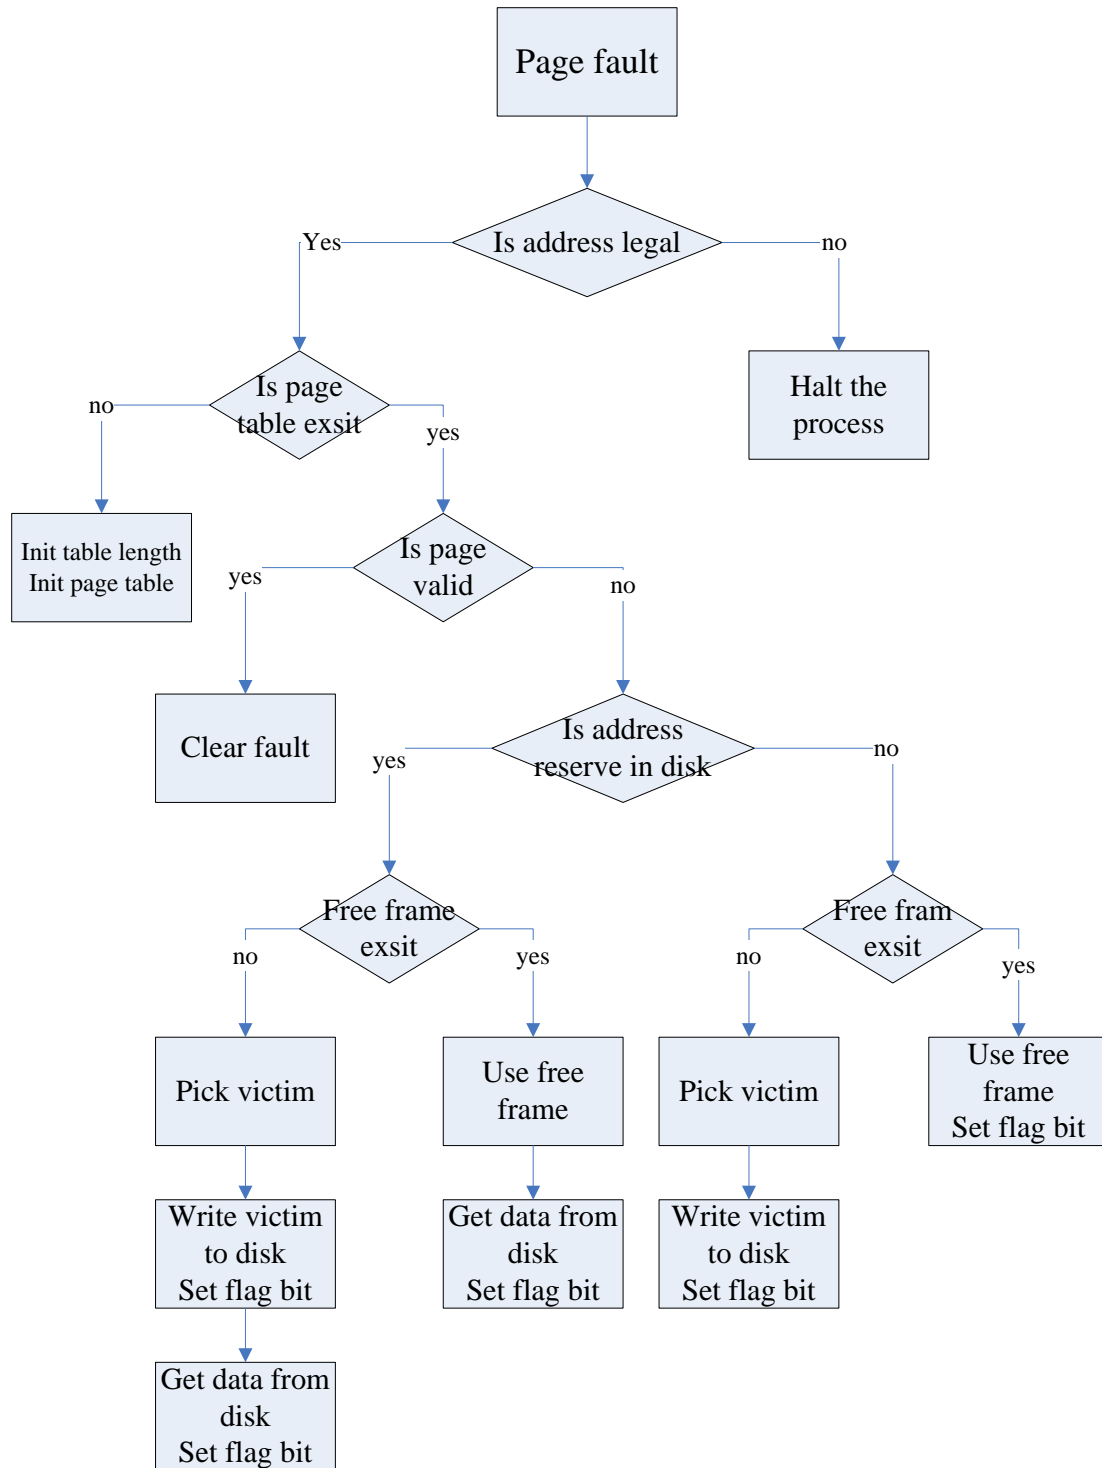 Page fault
Is address legal
Yes
no
Is page
table exsit
Halt the
process
no
yes
Init table length
Init page table
Is page
valid
yes
no
Clear fault
Is address
reserve in disk
yes
no
Free frame
exsit
Free fram
exsit
no
yes
no
yes
Pick victim
Use free
frame
Pick victim
Use free
frame
Set flag bit
Write victim
to disk
Set flag bit
Get data from
disk
Set flag bit
Write victim
to disk
Set flag bit
Get data from
disk
Set flag bit